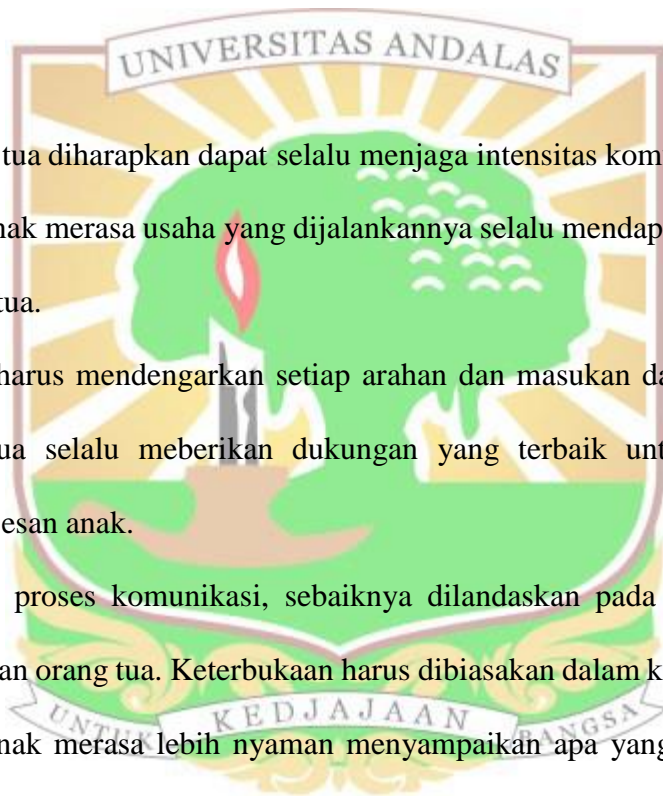 UNIVERSITAS ANDALAS
tua diharapkan dapat selalu menjaga intensitas kom
nak merasa usaha yang dijalankannya selalu mendap
tua.
harus mendengarkan setiap arahan dan masukan da
ua selalu meberikan dukungan yang terbaik unt
esan anak.
proses komunikasi, sebaiknya dilandaskan pada
an orang tua. Keterbukaan harus dibiasakan dalam k
UNTUK KEDJAJAAN BANGSA
nak merasa lebih nyaman menyampaikan apa yang